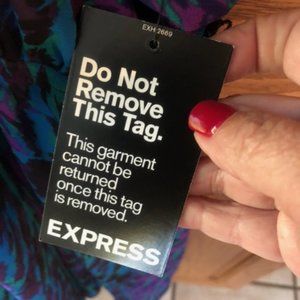 EXH 2669
Do Not
Remove
This Tag.
This garment
cannot be
returned
once this tag
is removed.
EXPRESS